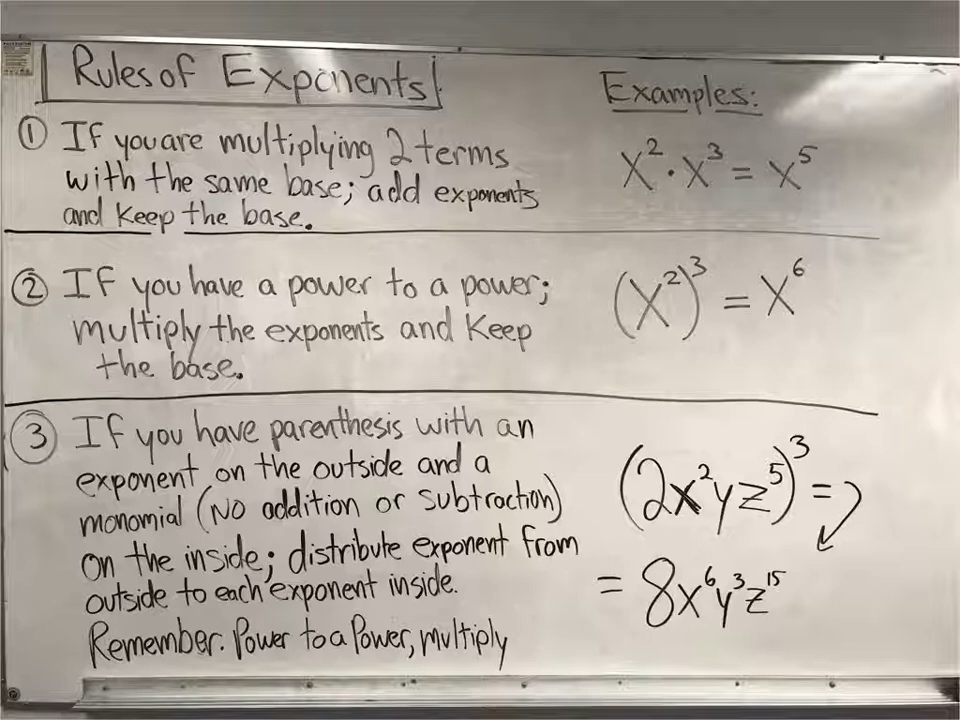 Rules of Exponents
Examples:
① If you are multiplying 2 terms
with the same base; add exponents
and Keep the base.
x² · x³ = x⁵
② If you have a power to a power;
multiply the exponents and Keep
the base.
(x²)³ = x⁶
③ If you have parenthesis with an
exponent on the outside and a
monomial (No addition or subtraction)
on the inside; distribute exponent from
outside to each exponent inside.
Remember: Power to a Power, multiply
(2x²yz⁵)³ =
= 8x⁶y³z¹⁵